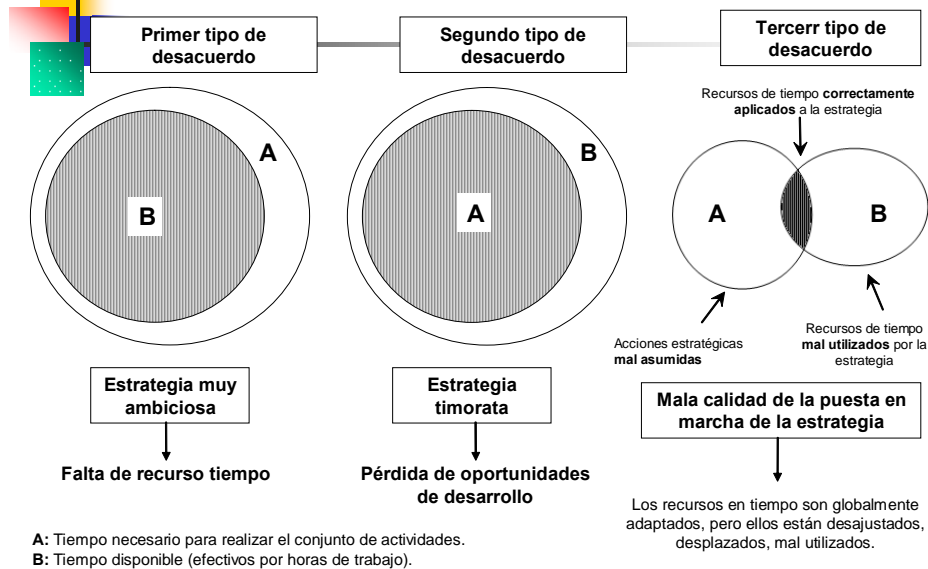 Primer tipo de
desacuerdo
Segundo tipo de
desacuerdo
Tercerr tipo de
desacuerdo
A
B
B
A
Recursos de tiempo correctamente
aplicados a la estrategia
A
B
Acciones estratégicas
mal asumidas
Recursos de tiempo
mal utilizados por la
estrategia
Estrategia muy
ambiciosa
Falta de recurso tiempo
Estrategia
timorata
Pérdida de oportunidades
de desarrollo
Mala calidad de la puesta en
marcha de la estrategia
Los recursos en tiempo son globalmente
adaptados, pero ellos están desajustados,
desplazados, mal utilizados.
A: Tiempo necesario para realizar el conjunto de actividades.
B: Tiempo disponible (efectivos por horas de trabajo).